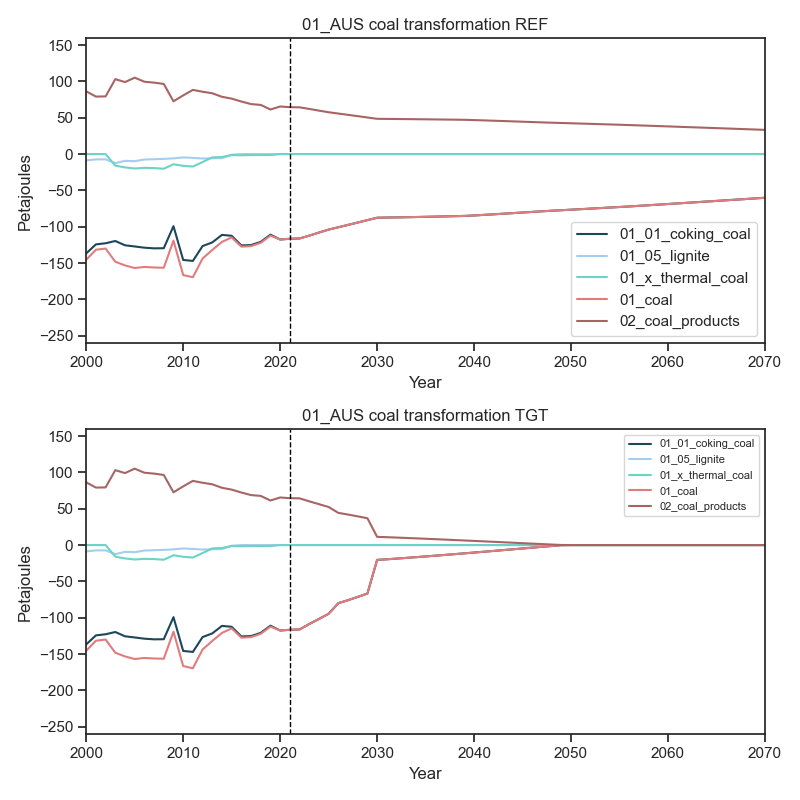 01_AUS coal transformation REF
150
100
50
0
−50
−100
−150
−200
−250
Petajoules
01_01_coking_coal
01_05_lignite
01_x_thermal_coal
01_coal
02_coal_products
2000 2010 2020 2030 2040 2050 2060 2070
Year
01_AUS coal transformation TGT
150
100
50
0
−50
−100
−150
−200
−250
Petajoules
01_01_coking_coal
01_05_lignite
01_x_thermal_coal
01_coal
02_coal_products
2000 2010 2020 2030 2040 2050 2060 2070
Year